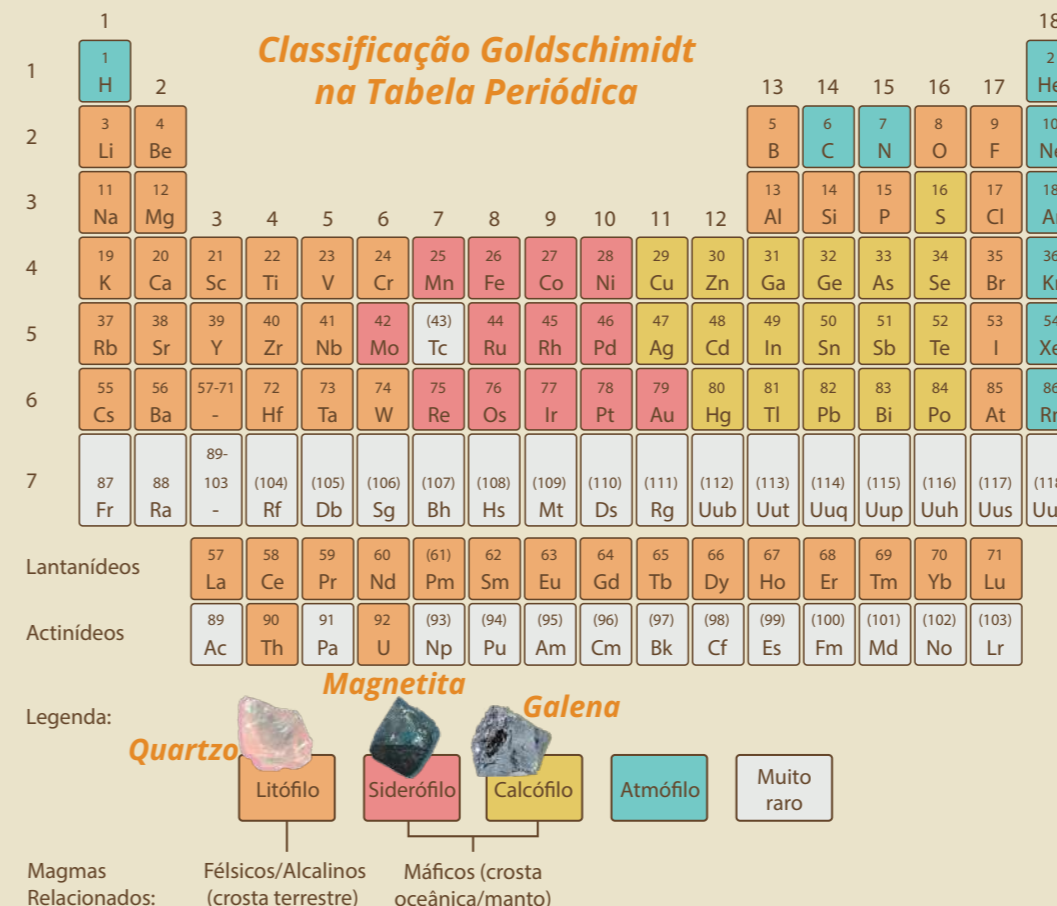 1 18
Classificação Goldschimidt
na Tabela Periódica
1 1 2
H 2 13 14 15 16 17 He
2 3 4 5 6 7 8 9 10
Li Be B C N O F Ne
3 11 12 13 14 15 16 17 18
Na Mg 3 4 5 6 7 8 9 10 11 12 Al Si P S Cl Ar
4 19 20 21 22 23 24 25 26 27 28 29 30 31 32 33 34 35 36
K Ca Sc Ti V Cr Mn Fe Co Ni Cu Zn Ga Ge As Se Br Kr
5 37 38 39 40 41 42 (43) 44 45 46 47 48 49 50 51 52 53 54
Rb Sr Y Zr Nb Mo Tc Ru Rh Pd Ag Cd In Sn Sb Te I Xe
6 55 56 57-71 72 73 74 75 76 77 78 79 80 81 82 83 84 85 86
Cs Ba - Hf Ta W Re Os Ir Pt Au Hg Tl Pb Bi Po At Rn
89-
7 87 88 103 (104) (105) (106) (107) (108) (109) (110) (111) (112) (113) (114) (115) (116) (117) (118
Fr Ra - Rf Db Sg Bh Hs Mt Ds Rg Uub Uut Uuq Uup Uuh Uus Uu
57 58 59 60 (61) 62 63 64 65 66 67 68 69 70 71
Lantanídeos La Ce Pr Nd Pm Sm Eu Gd Tb Dy Ho Er Tm Yb Lu
89 90 91 92 (93) (94) (95) (96) (97) (98) (99) (100) (101) (102) (103)
Actinídeos Ac Th Pa U Np Pu Am Cm Bk Cf Es Fm Md No Lr
Magnetita
Legenda: Galena
Quartzo
Litófilo Siderófilo Calcófilo Atmófilo Muito
raro
Magmas Félsicos/Alcalinos Máficos (crosta
Relacionados: (crosta terrestre) oceânica/manto)